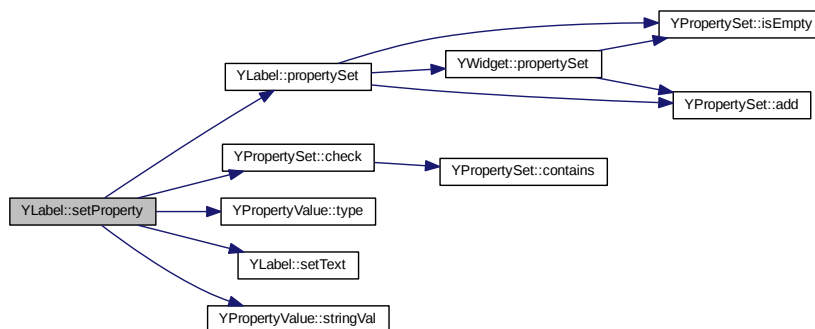 YPropertySet::isEmpty
YLabel::propertySet
YWidget::propertySet
YPropertySet::add
YPropertySet::check
YPropertySet::contains
YLabel::setProperty
YPropertyValue::type
YLabel::setText
YPropertyValue::stringVal